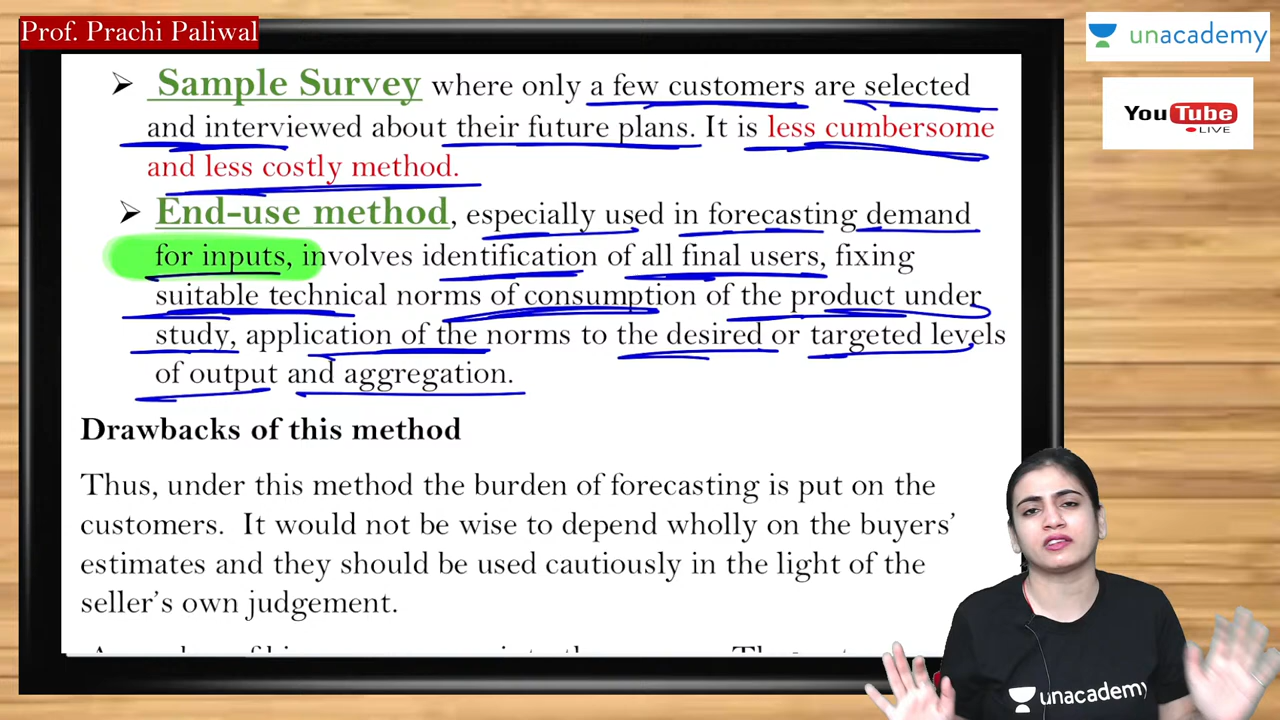 Prof. Prachi Paliwal
unacademy
YouTube
LIVE
➢ Sample Survey where only a few customers are selected
and interviewed about their future plans. It is less cumbersome
and less costly method.
➢ End-use method, especially used in forecasting demand
for inputs, involves identification of all final users, fixing
suitable technical norms of consumption of the product under
study, application of the norms to the desired or targeted levels
of output and aggregation.
Drawbacks of this method
Thus, under this method the burden of forecasting is put on the
customers. It would not be wise to depend wholly on the buyers'
estimates and they should be used cautiously in the light of the
seller's own judgement.
unacademy